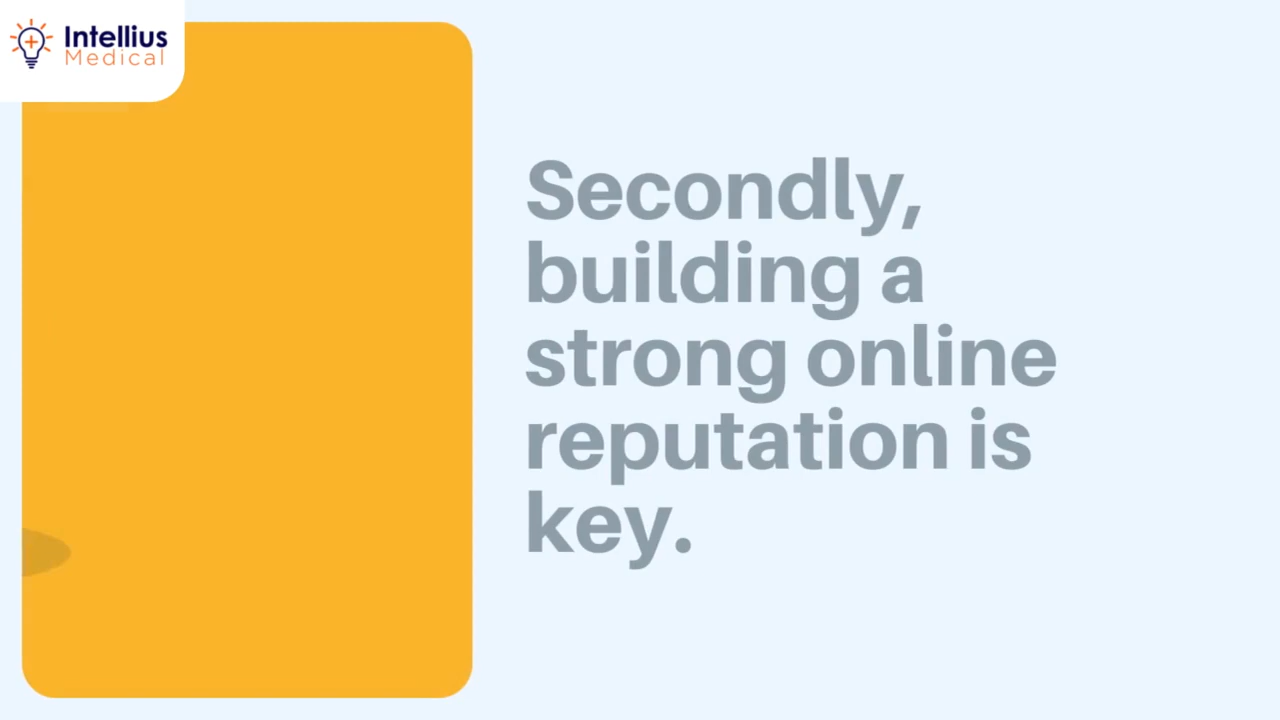 Intellius
Medical
Secondly,
building a
strong online
reputation is
key.